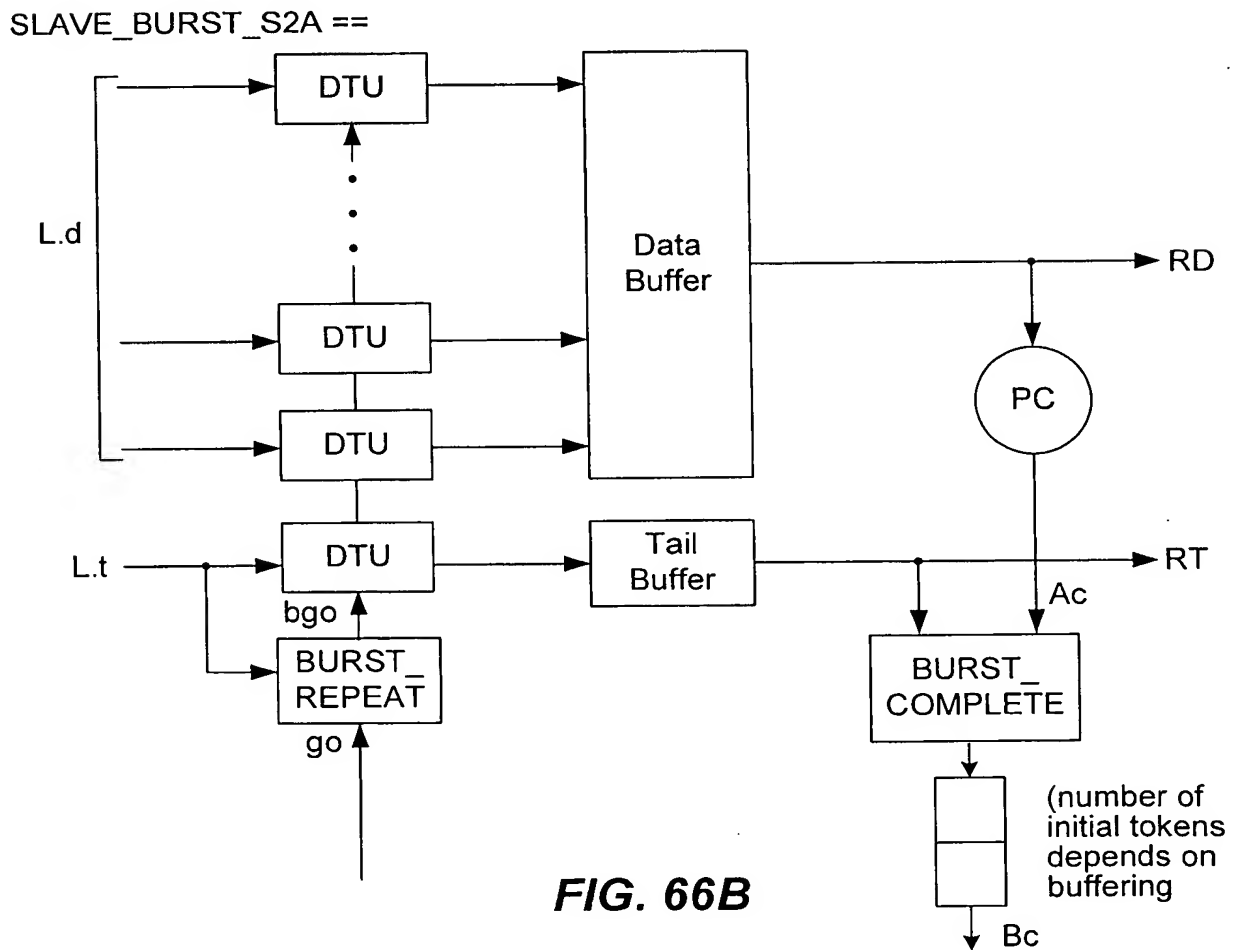 SLAVE_BURST_S2A ==
DTU
L.d
Data
Buffer
RD
DTU
PC
DTU
L.t
DTU
Tail
Buffer
RT
bgo
Ac
BURST_
REPEAT
BURST_
COMPLETE
go
(number of
initial tokens
depends on
buffering
FIG. 66B
Bc